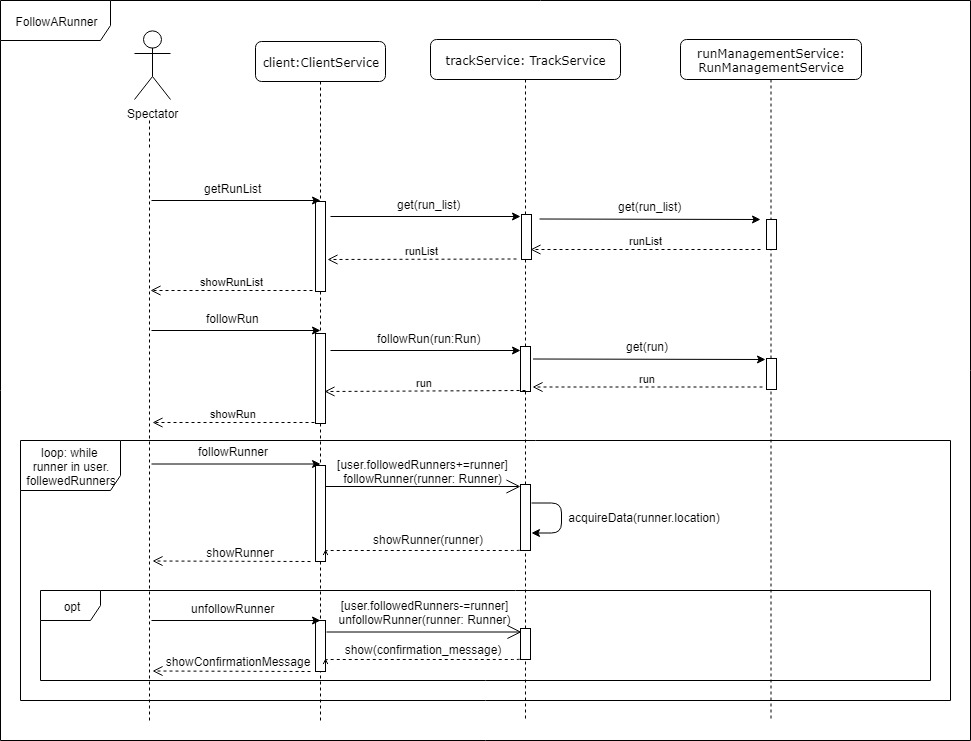 FollowARunner
client:ClientService
trackService: TrackService
runManagementService:
RunManagementService
Spectator
getRunList
get(run_list)
get(run_list)
runList
runList
showRunList
followRun
followRun(run:Run)
get(run)
run
run
showRun
loop: while
runner in user.
follewedRunners
followRunner
[user.followedRunners+=runner]
followRunner(runner: Runner)
acquireData(runner.location)
showRunner(runner)
showRunner
opt
unfollowRunner
[user.followedRunners-=runner]
unfollowRunner(runner: Runner)
show(confirmation_message)
showConfirmationMessage